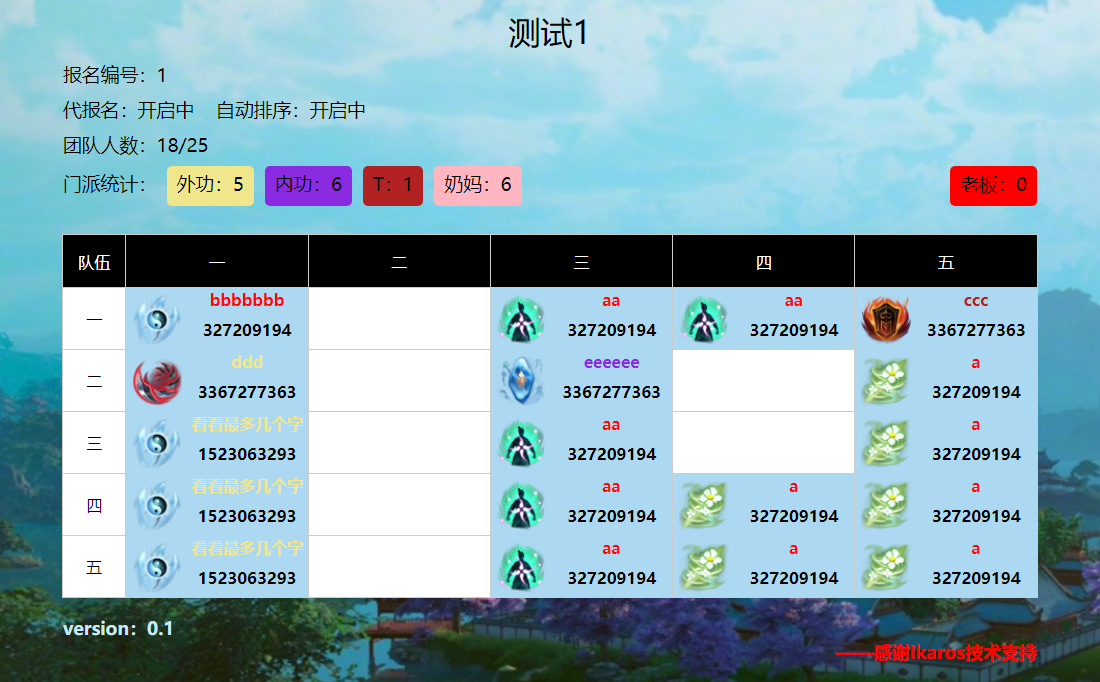 测试1
报名编号：1
代报名：开启中 自动排序：开启中
团队人数：18/25
门派统计： 外功：5 内功：6 T：1 奶妈：6 老板：0
队伍 一 二 三 四 五
一 bbbbbbb 327209194 aa 327209194 aa 327209194 ccc 3367277363
二 ddd 3367277363 eeeeee 3367277363 a 327209194
三 看看最多几个字 1523063293 aa 327209194 a 327209194
四 看看最多几个字 1523063293 aa 327209194 a 327209194 a 327209194
五 看看最多几个字 1523063293 aa 327209194 a 327209194 a 327209194
version：0.1
——感谢Ikaros技术支持